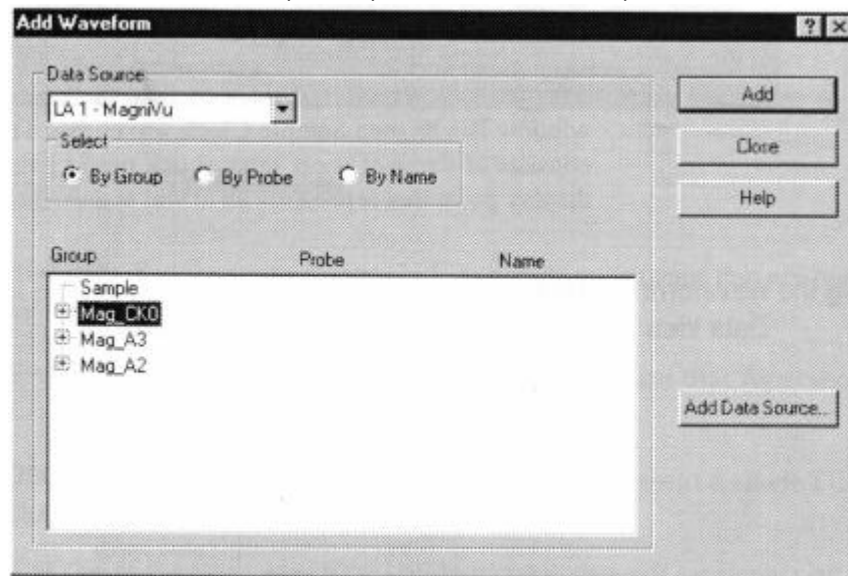 Add Waveform
Data Source
LA 1 - MagniVu
Select
By Group By Probe By Name
Add
Close
Help
Group Probe Name
Sample
Mag_CK0
Mag_A3
Mag_A2
Add Data Source...